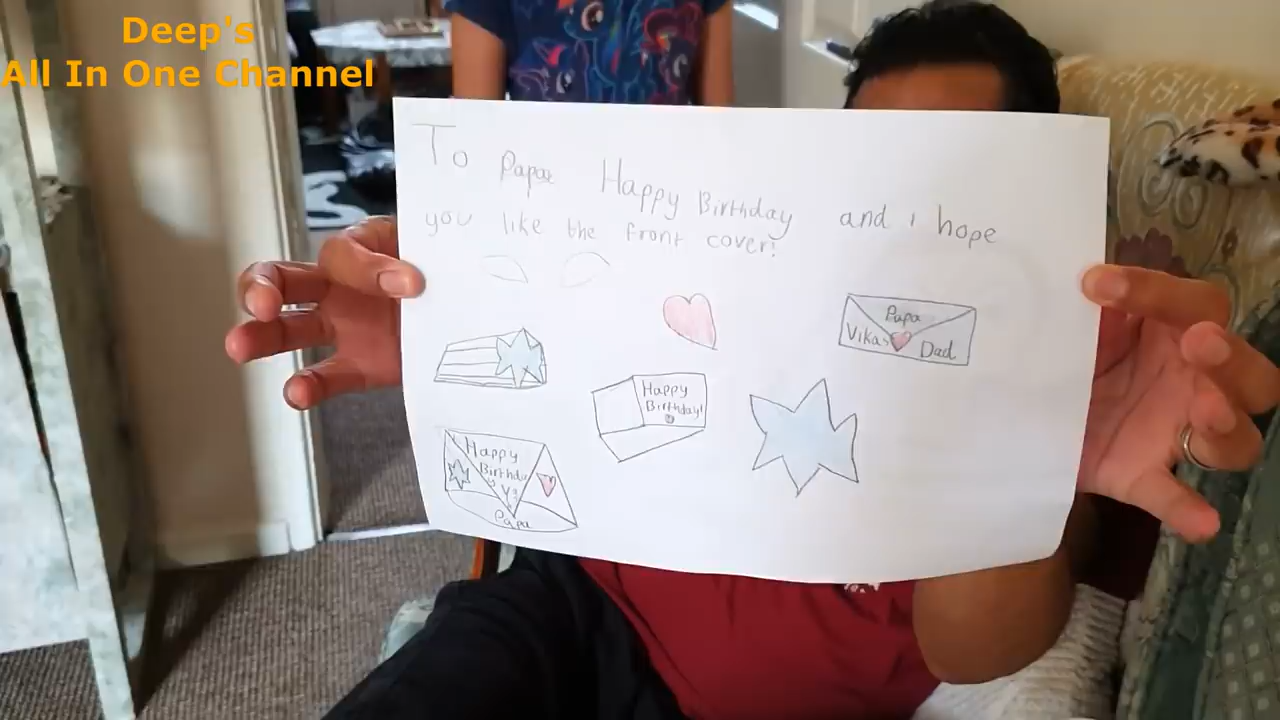 Deep's
All In One Channel
To Papa Happy Birthday and i hope
you like the front cover!
Papa
Vikas Dad
Happy
Birthday!
Happy
Birthday
Papa